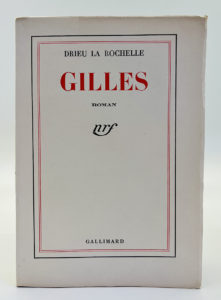 DRIEU LA ROCHELLE
GILLES
ROMAN
nrf
GALLIMARD